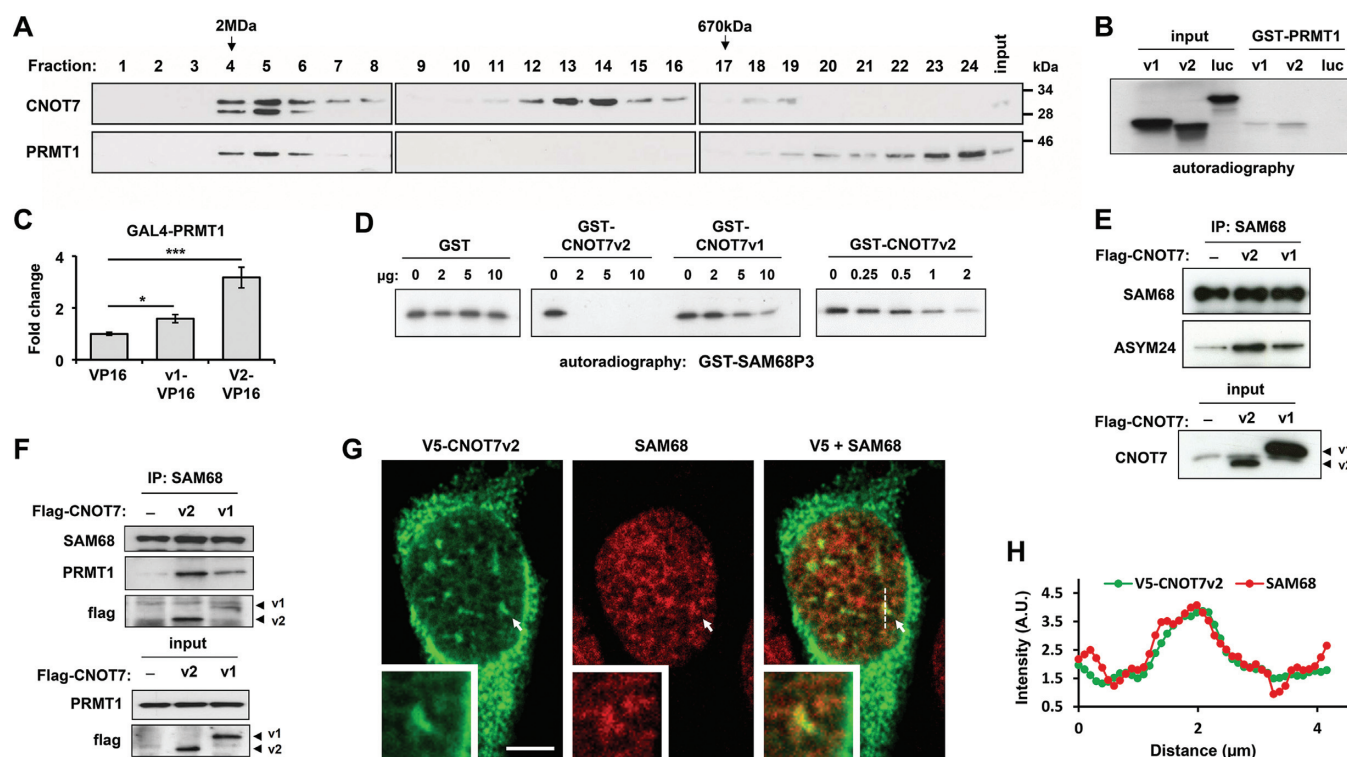 A
2MDa
670kDa
Fraction: 1 2 3 4 5 6 7 8 9 10 11 12 13 14 15 16 17 18 19 20 21 22 23 24 input kDa
CNOT7
34
28
PRMT1
46
B
input GST-PRMT1
v1 v2 luc v1 v2 luc
autoradiography
C
GAL4-PRMT1
***
*
Fold change
4
2
0
VP16 v1-VP16 V2-VP16
D
GST GST-CNOT7v2 GST-CNOT7v1 GST-CNOT7v2
µg: 0 2 5 10 0 2 5 10 0 2 5 10 0 0.25 0.5 1 2
autoradiography: GST-SAM68P3
E
IP: SAM68
Flag-CNOT7: – v2 v1
SAM68
ASYM24
input
Flag-CNOT7: – v2 v1
CNOT7
F
IP: SAM68
Flag-CNOT7: – v2 v1
SAM68
PRMT1
flag
v1
v2
input
Flag-CNOT7: – v2 v1
PRMT1
flag
v1
v2
G
V5-CNOT7v2 SAM68 V5 + SAM68
H
V5-CNOT7v2 SAM68
Intensity (A.U.)
4.5
3.5
2.5
1.5
0.5
0 2 4
Distance (µm)